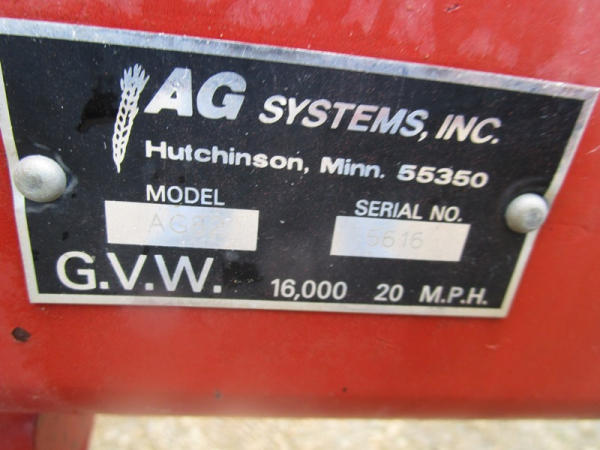 AG SYSTEMS, INC.
Hutchinson, Minn. 55350
MODEL
SERIAL NO.
5616
G.V.W. 16,000 20 M.P.H.